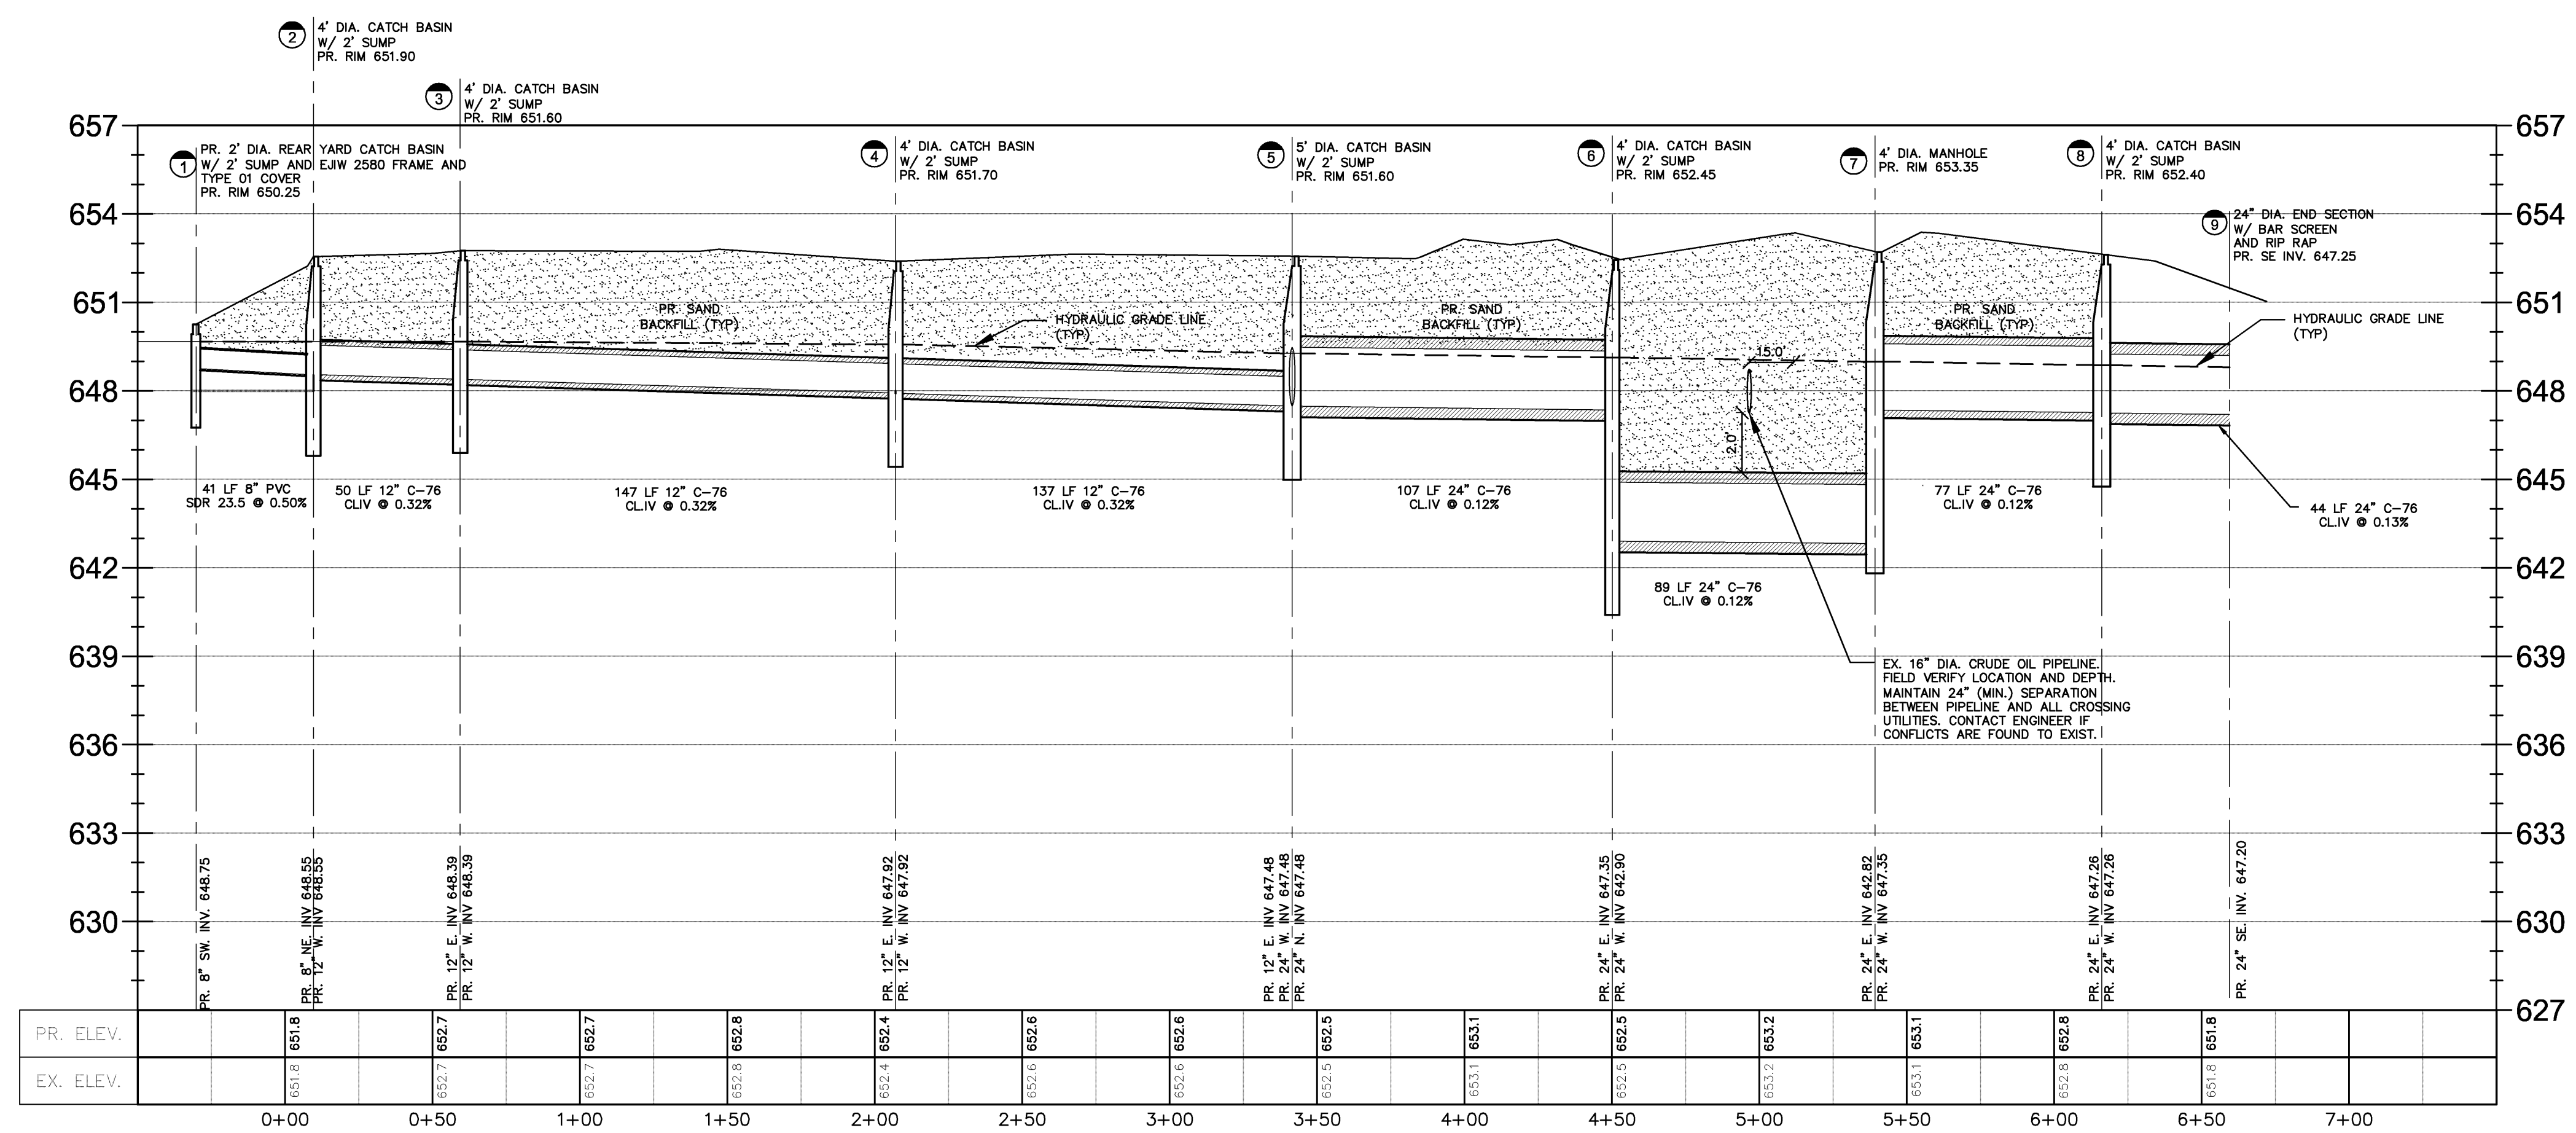 2
4' DIA. CATCH BASIN
W/ 2' SUMP
PR. RIM 651.90
3
4' DIA. CATCH BASIN
W/ 2' SUMP
PR. RIM 651.60
657
657
1
PR. 2' DIA. REAR YARD CATCH BASIN
W/ 2' SUMP AND EJIW 2580 FRAME AND
TYPE 01 COVER
PR. RIM 650.25
4
4' DIA. CATCH BASIN
W/ 2' SUMP
PR. RIM 651.70
5
5' DIA. CATCH BASIN
W/ 2' SUMP
PR. RIM 651.60
6
4' DIA. CATCH BASIN
W/ 2' SUMP
PR. RIM 652.45
7
4' DIA. MANHOLE
PR. RIM 653.35
8
4' DIA. CATCH BASIN
W/ 2' SUMP
PR. RIM 652.40
9
24" DIA. END SECTION
W/ BAR SCREEN
AND RIP RAP
PR. SE INV. 647.25
654
654
651
651
PR. SAND
BACKFILL (TYP)
HYDRAULIC GRADE LINE
(TYP)
PR. SAND
BACKFILL (TYP)
15.0'
2.0'
PR. SAND
BACKFILL (TYP)
HYDRAULIC GRADE LINE
(TYP)
648
648
645
645
41 LF 8" PVC
SDR 23.5 @ 0.50%
50 LF 12" C-76
CLIV @ 0.32%
147 LF 12" C-76
CL.IV @ 0.32%
137 LF 12" C-76
CL.IV @ 0.32%
107 LF 24" C-76
CL.IV @ 0.12%
77 LF 24" C-76
CL.IV @ 0.12%
44 LF 24" C-76
CL.IV @ 0.13%
642
642
89 LF 24" C-76
CL.IV @ 0.12%
639
639
EX. 16" DIA. CRUDE OIL PIPELINE.
FIELD VERIFY LOCATION AND DEPTH.
MAINTAIN 24" (MIN.) SEPARATION
BETWEEN PIPELINE AND ALL CROSSING
UTILITIES. CONTACT ENGINEER IF
CONFLICTS ARE FOUND TO EXIST.
636
636
633
633
630
630
PR. 8" SW. INV. 648.75
PR. 8" NE. INV 648.55
PR. 12" W. INV 648.55
PR. 12" E. INV 648.39
PR. 12" W. INV 648.39
PR. 12" E. INV 647.92
PR. 12" W. INV 647.92
PR. 12" E. INV 647.48
PR. 24" W. INV 647.48
PR. 24" N. INV 647.48
PR. 24" E. INV 647.35
PR. 24" W. INV 642.90
PR. 24" E. INV 642.82
PR. 24" W. INV 647.35
PR. 24" E. INV 647.26
PR. 24" W. INV 647.26
PR. 24" SE. INV. 647.20
627
627
PR. ELEV. 651.8 652.7 652.7 652.8 652.4 652.6 652.6 652.5 653.1 652.5 653.2 653.1 652.8 651.8
EX. ELEV. 651.8 652.7 652.7 652.8 652.4 652.6 652.6 652.5 653.1 652.5 653.2 653.1 652.8 651.8
0+00 0+50 1+00 1+50 2+00 2+50 3+00 3+50 4+00 4+50 5+00 5+50 6+00 6+50 7+00